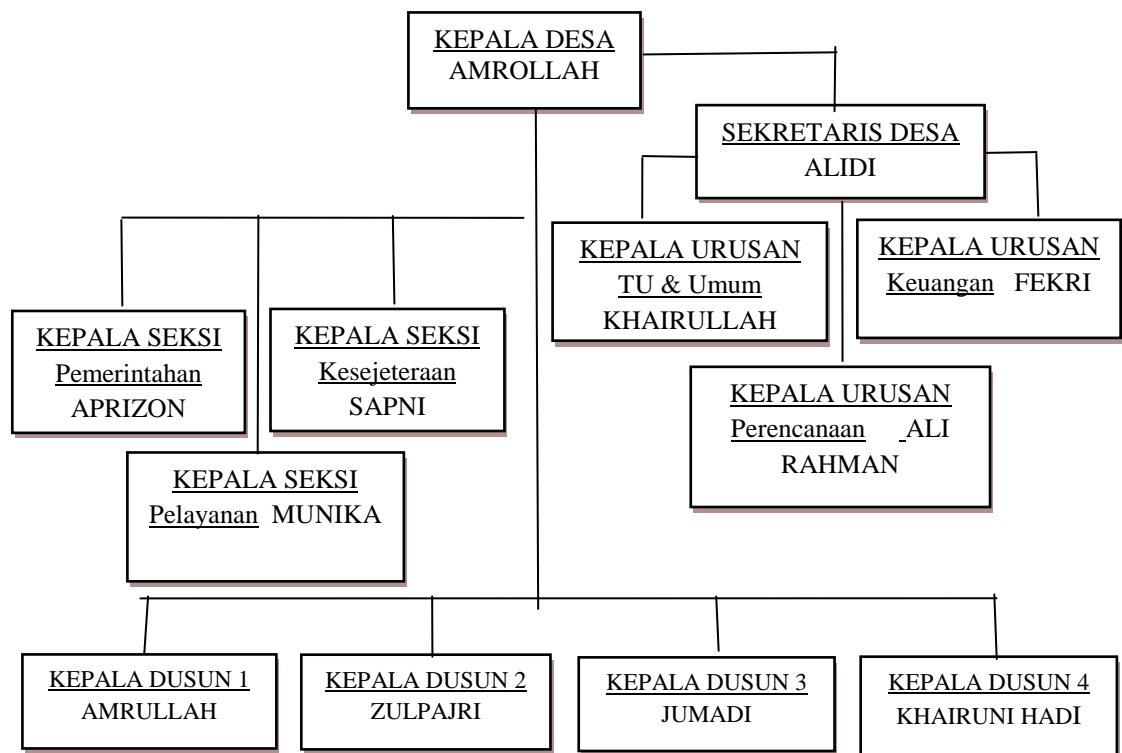 KEPALA DESA
AMROLLAH
SEKRETARIS DESA
ALIDI
KEPALA URUSAN
TU & Umum
KHAIRULLAH
KEPALA URUSAN
Keuangan FEKRI
KEPALA SEKSI
Pemerintahan
APRIZON
KEPALA SEKSI
Kesejeteraan
SAPNI
KEPALA URUSAN
Perencanaan ALI
RAHMAN
KEPALA SEKSI
Pelayanan MUNIKA
KEPALA DUSUN 1
AMRULLAH
KEPALA DUSUN 2
ZULPAJRI
KEPALA DUSUN 3
JUMADI
KEPALA DUSUN 4
KHAIRUNI HADI